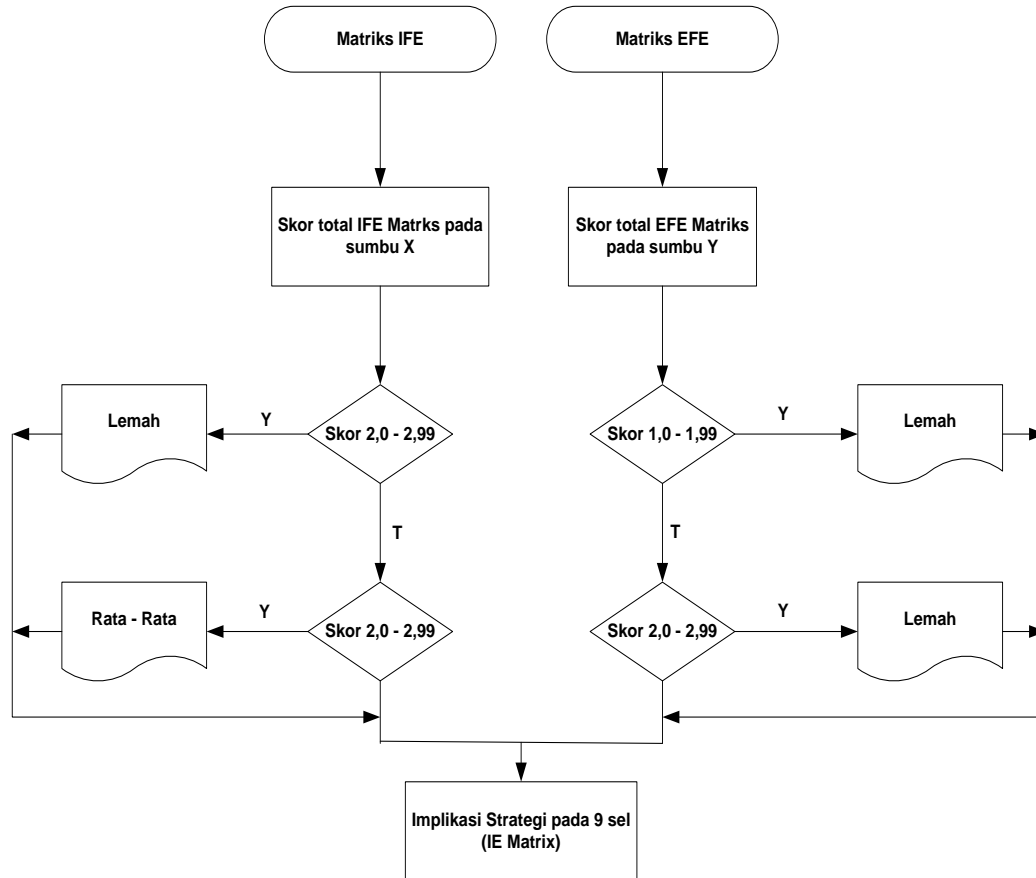 Matriks IFE
Matriks EFE
Skor total IFE Matrks pada
sumbu X
Skor total EFE Matriks
pada sumbu Y
Lemah
Y
Skor 2,0 - 2,99
Skor 1,0 - 1,99
Y
Lemah
T
T
Rata - Rata
Y
Skor 2,0 - 2,99
Skor 2,0 - 2,99
Y
Lemah
Implikasi Strategi pada 9 sel
(IE Matrix)